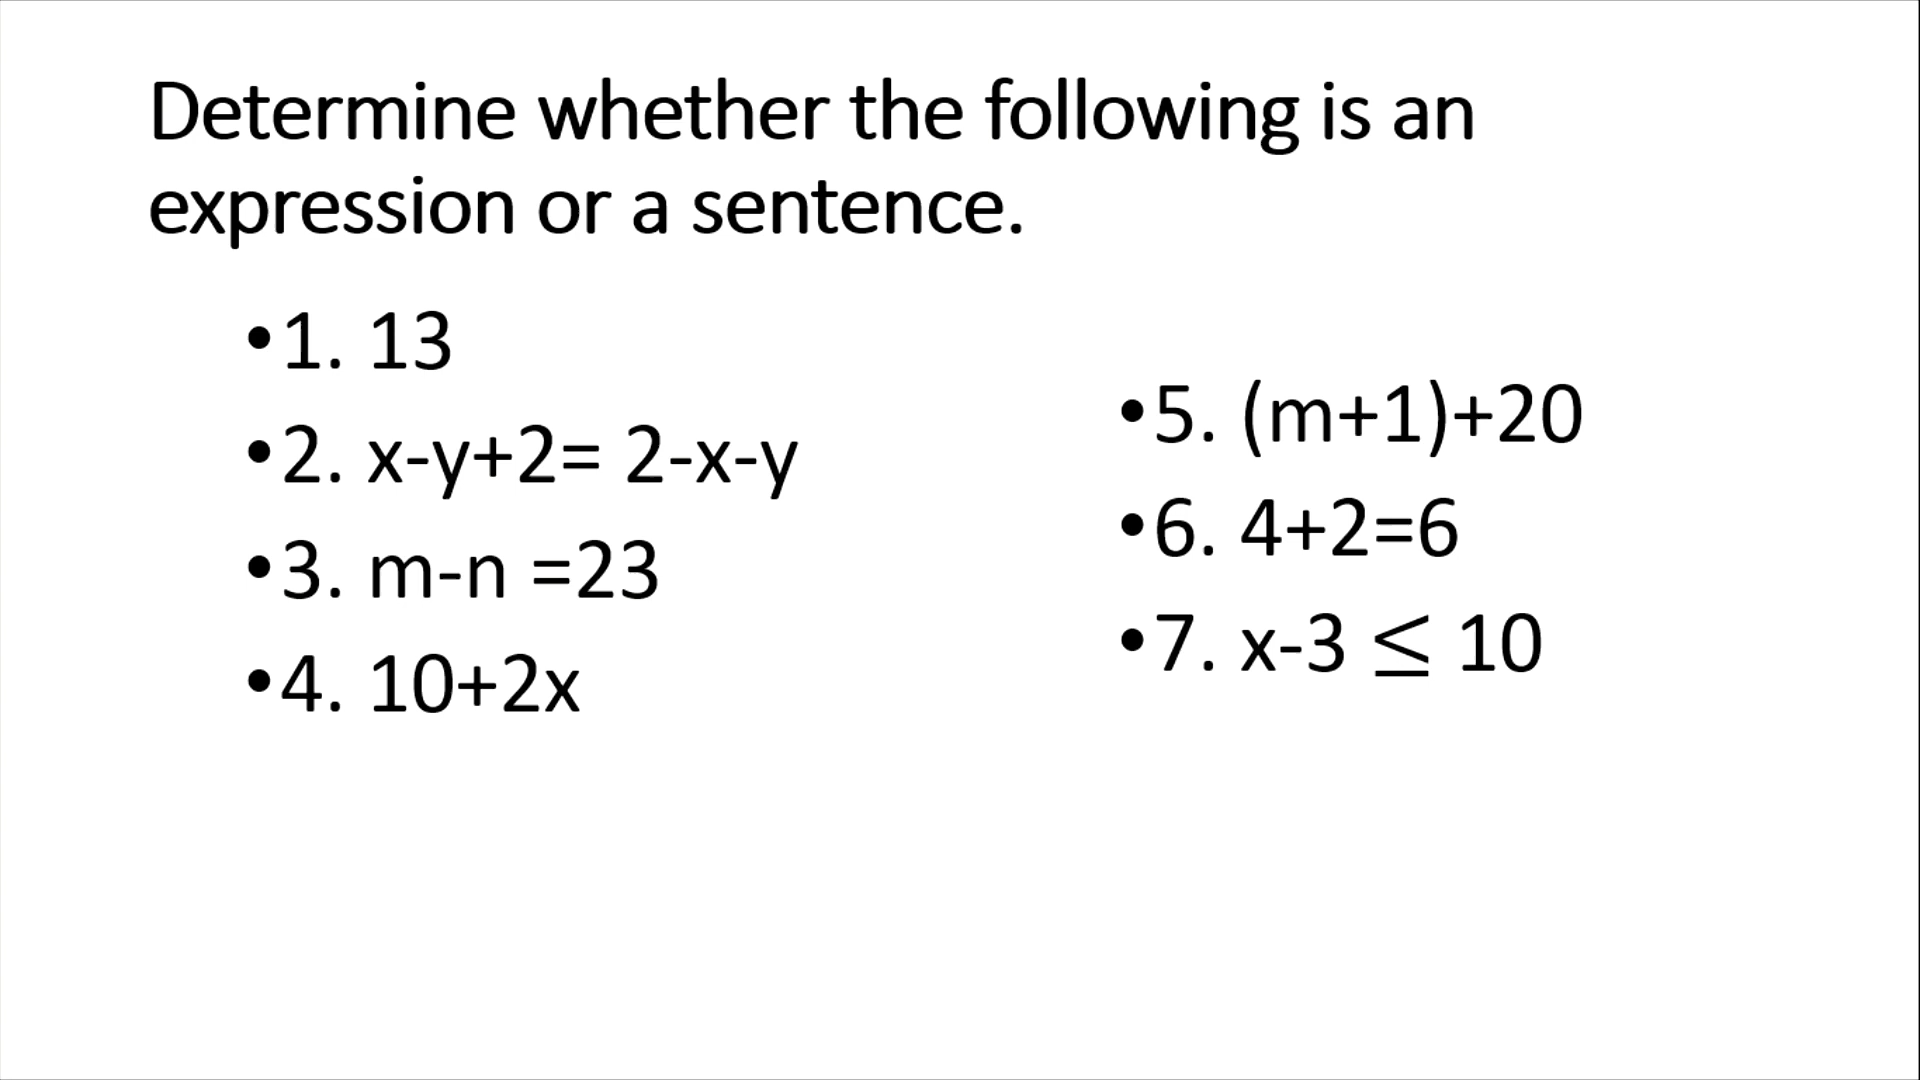 Determine whether the following is an
expression or a sentence.
•1. 13
•2. x-y+2= 2-x-y
•3. m-n =23
•4. 10+2x
•5. (m+1)+20
•6. 4+2=6
•7. x-3 ≤ 10